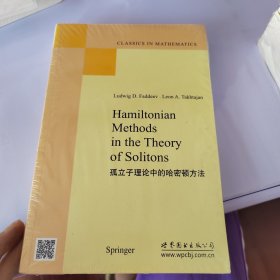 CLASSICS IN MATHEMATICS
Ludwig D. Faddeev Leon A. Takhtajan
Hamiltonian
Methods
in the Theory
of Solitons
孤立子理论中的哈密顿方法
Springer
世界图书出版公司
www.wpcbj.com.cn